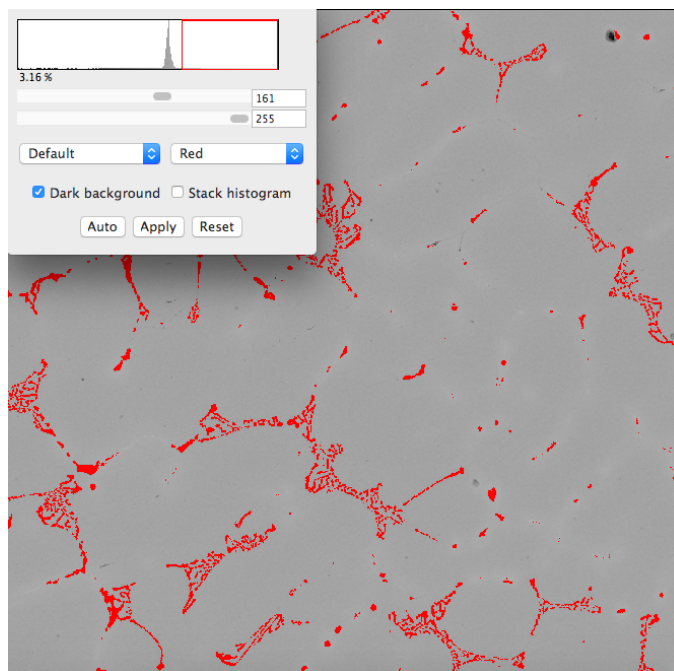 3.16 %
161
255
Default Red
Dark background Stack histogram
Auto Apply Reset